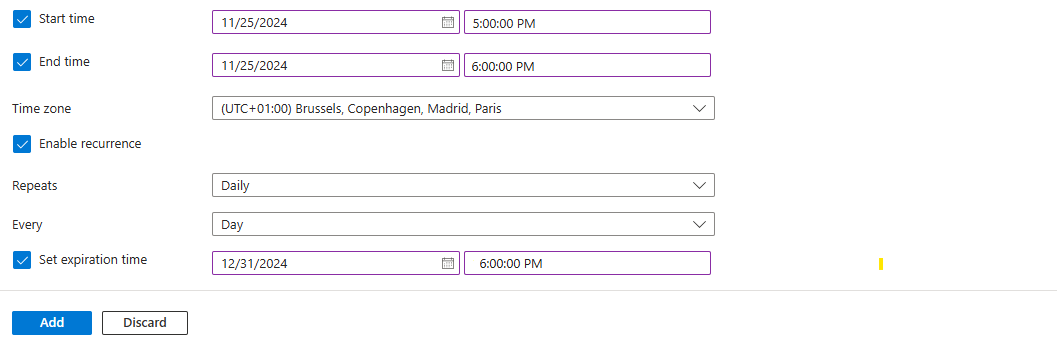 Start time 11/25/2024 5:00:00 PM
End time 11/25/2024 6:00:00 PM
Time zone (UTC+01:00) Brussels, Copenhagen, Madrid, Paris
Enable recurrence
Repeats Daily
Every Day
Set expiration time 12/31/2024 6:00:00 PM
Add Discard